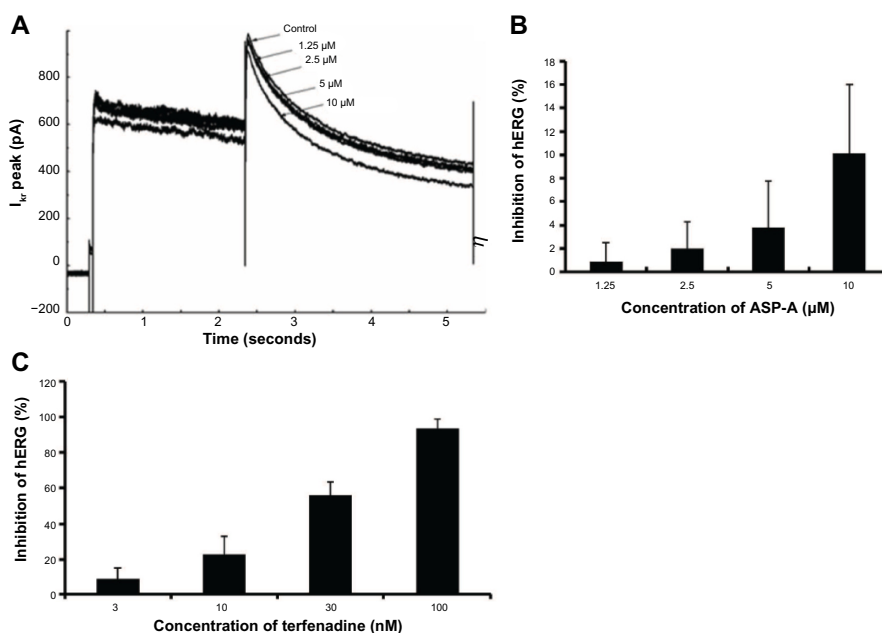 A
I_kr peak (pA)
800
600
400
200
0
−200
Control
1.25 μM
2.5 μM
5 μM
10 μM
η
0 1 2 3 4 5
Time (seconds)
B
Inhibition of hERG (%)
18
16
14
12
10
8
6
4
2
0
1.25 2.5 5 10
Concentration of ASP-A (μM)
C
Inhibition of hERG (%)
120
100
80
60
40
20
0
3 10 30 100
Concentration of terfenadine (nM)